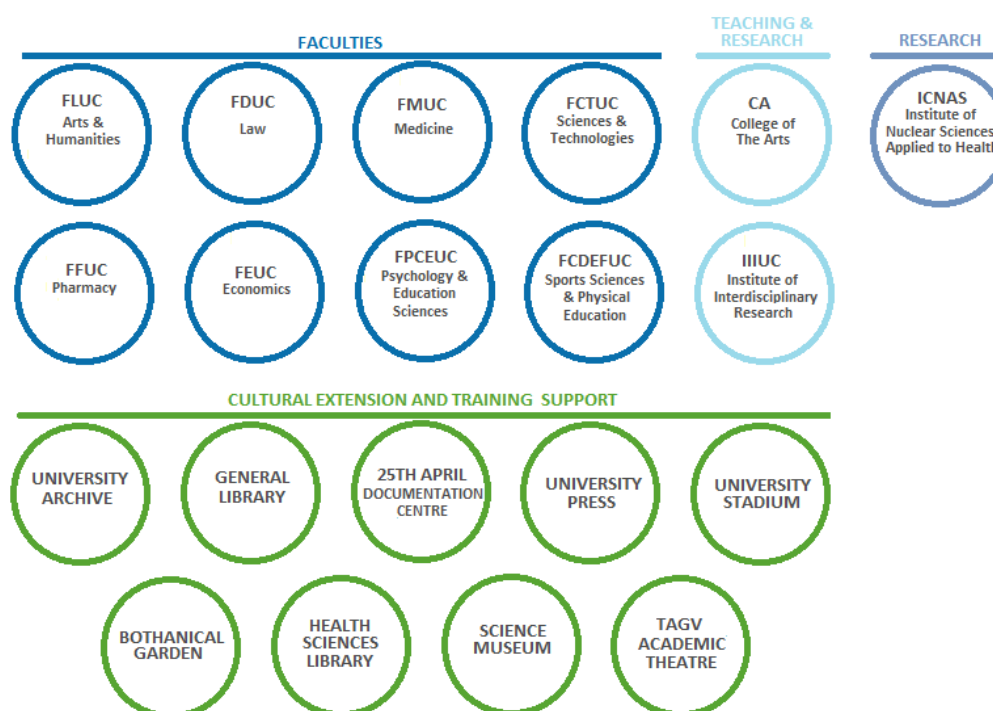 FACULTIES
TEACHING &
RESEARCH
RESEARCH
FLUC
Arts &
Humanities
FDUC
Law
FMUC
Medicine
FCTUC
Sciences &
Technologies
CA
College of
The Arts
ICNAS
Institute of
Nuclear Sciences
Applied to Health
FFUC
Pharmacy
FEUC
Economics
FPCEUC
Psychology &
Education
Sciences
FCDEFUC
Sports Sciences
& Physical
Education
IIIUC
Institute of
Interdisciplinary
Research
CULTURAL EXTENSION AND TRAINING SUPPORT
UNIVERSITY
ARCHIVE
GENERAL
LIBRARY
25TH APRIL
DOCUMENTATION
CENTRE
UNIVERSITY
PRESS
UNIVERSITY
STADIUM
BOTHANICAL
GARDEN
HEALTH
SCIENCES
LIBRARY
SCIENCE
MUSEUM
TAGV
ACADEMIC
THEATRE